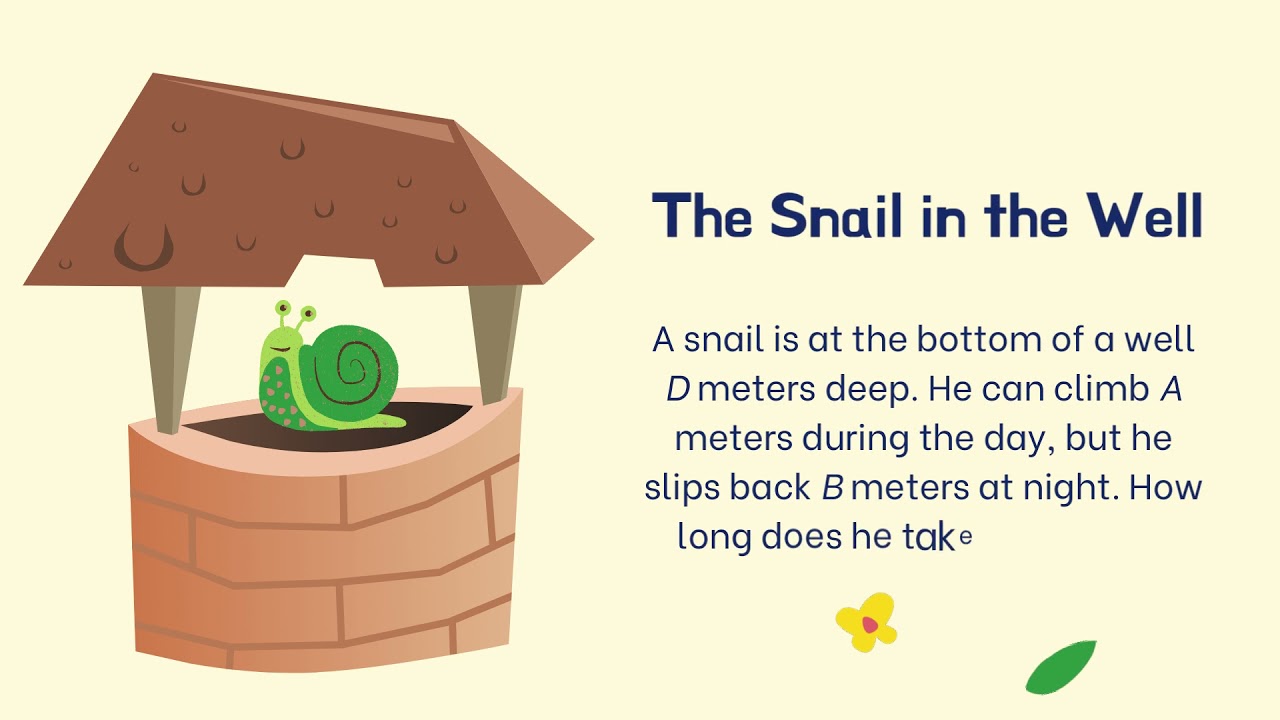 The Snail in the Well
A snail is at the bottom of a well
D meters deep. He can climb A
meters during the day, but he
slips back B meters at night. How
long does he take